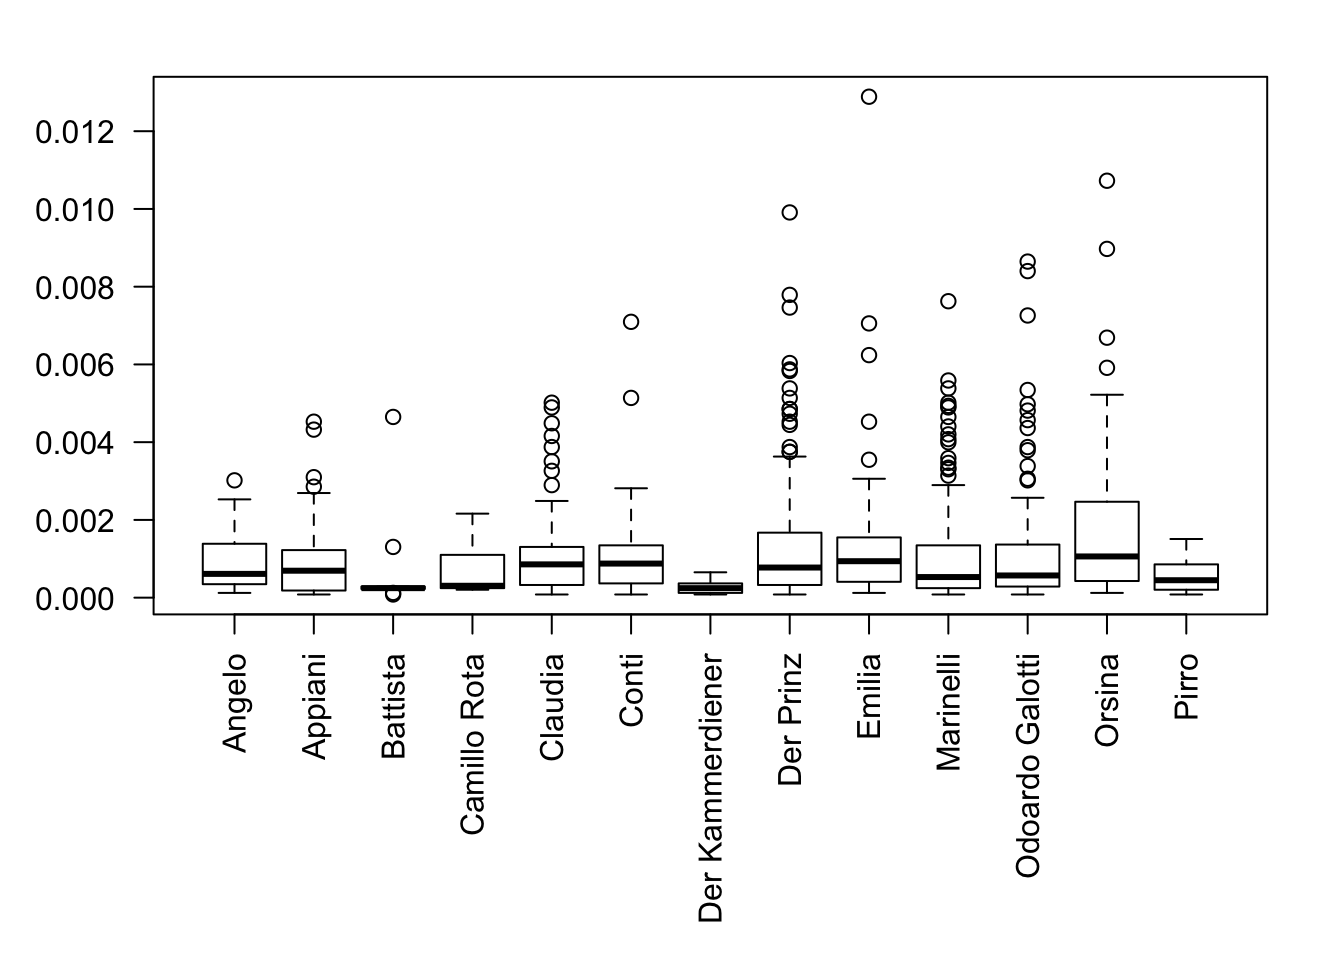 0.012
0.010
0.008
0.006
0.004
0.002
0.000
Angelo
Appiani
Battista
Camillo Rota
Claudia
Conti
Der Kammerdiener
Der Prinz
Emilia
Marinelli
Odoardo Galotti
Orsina
Pirro